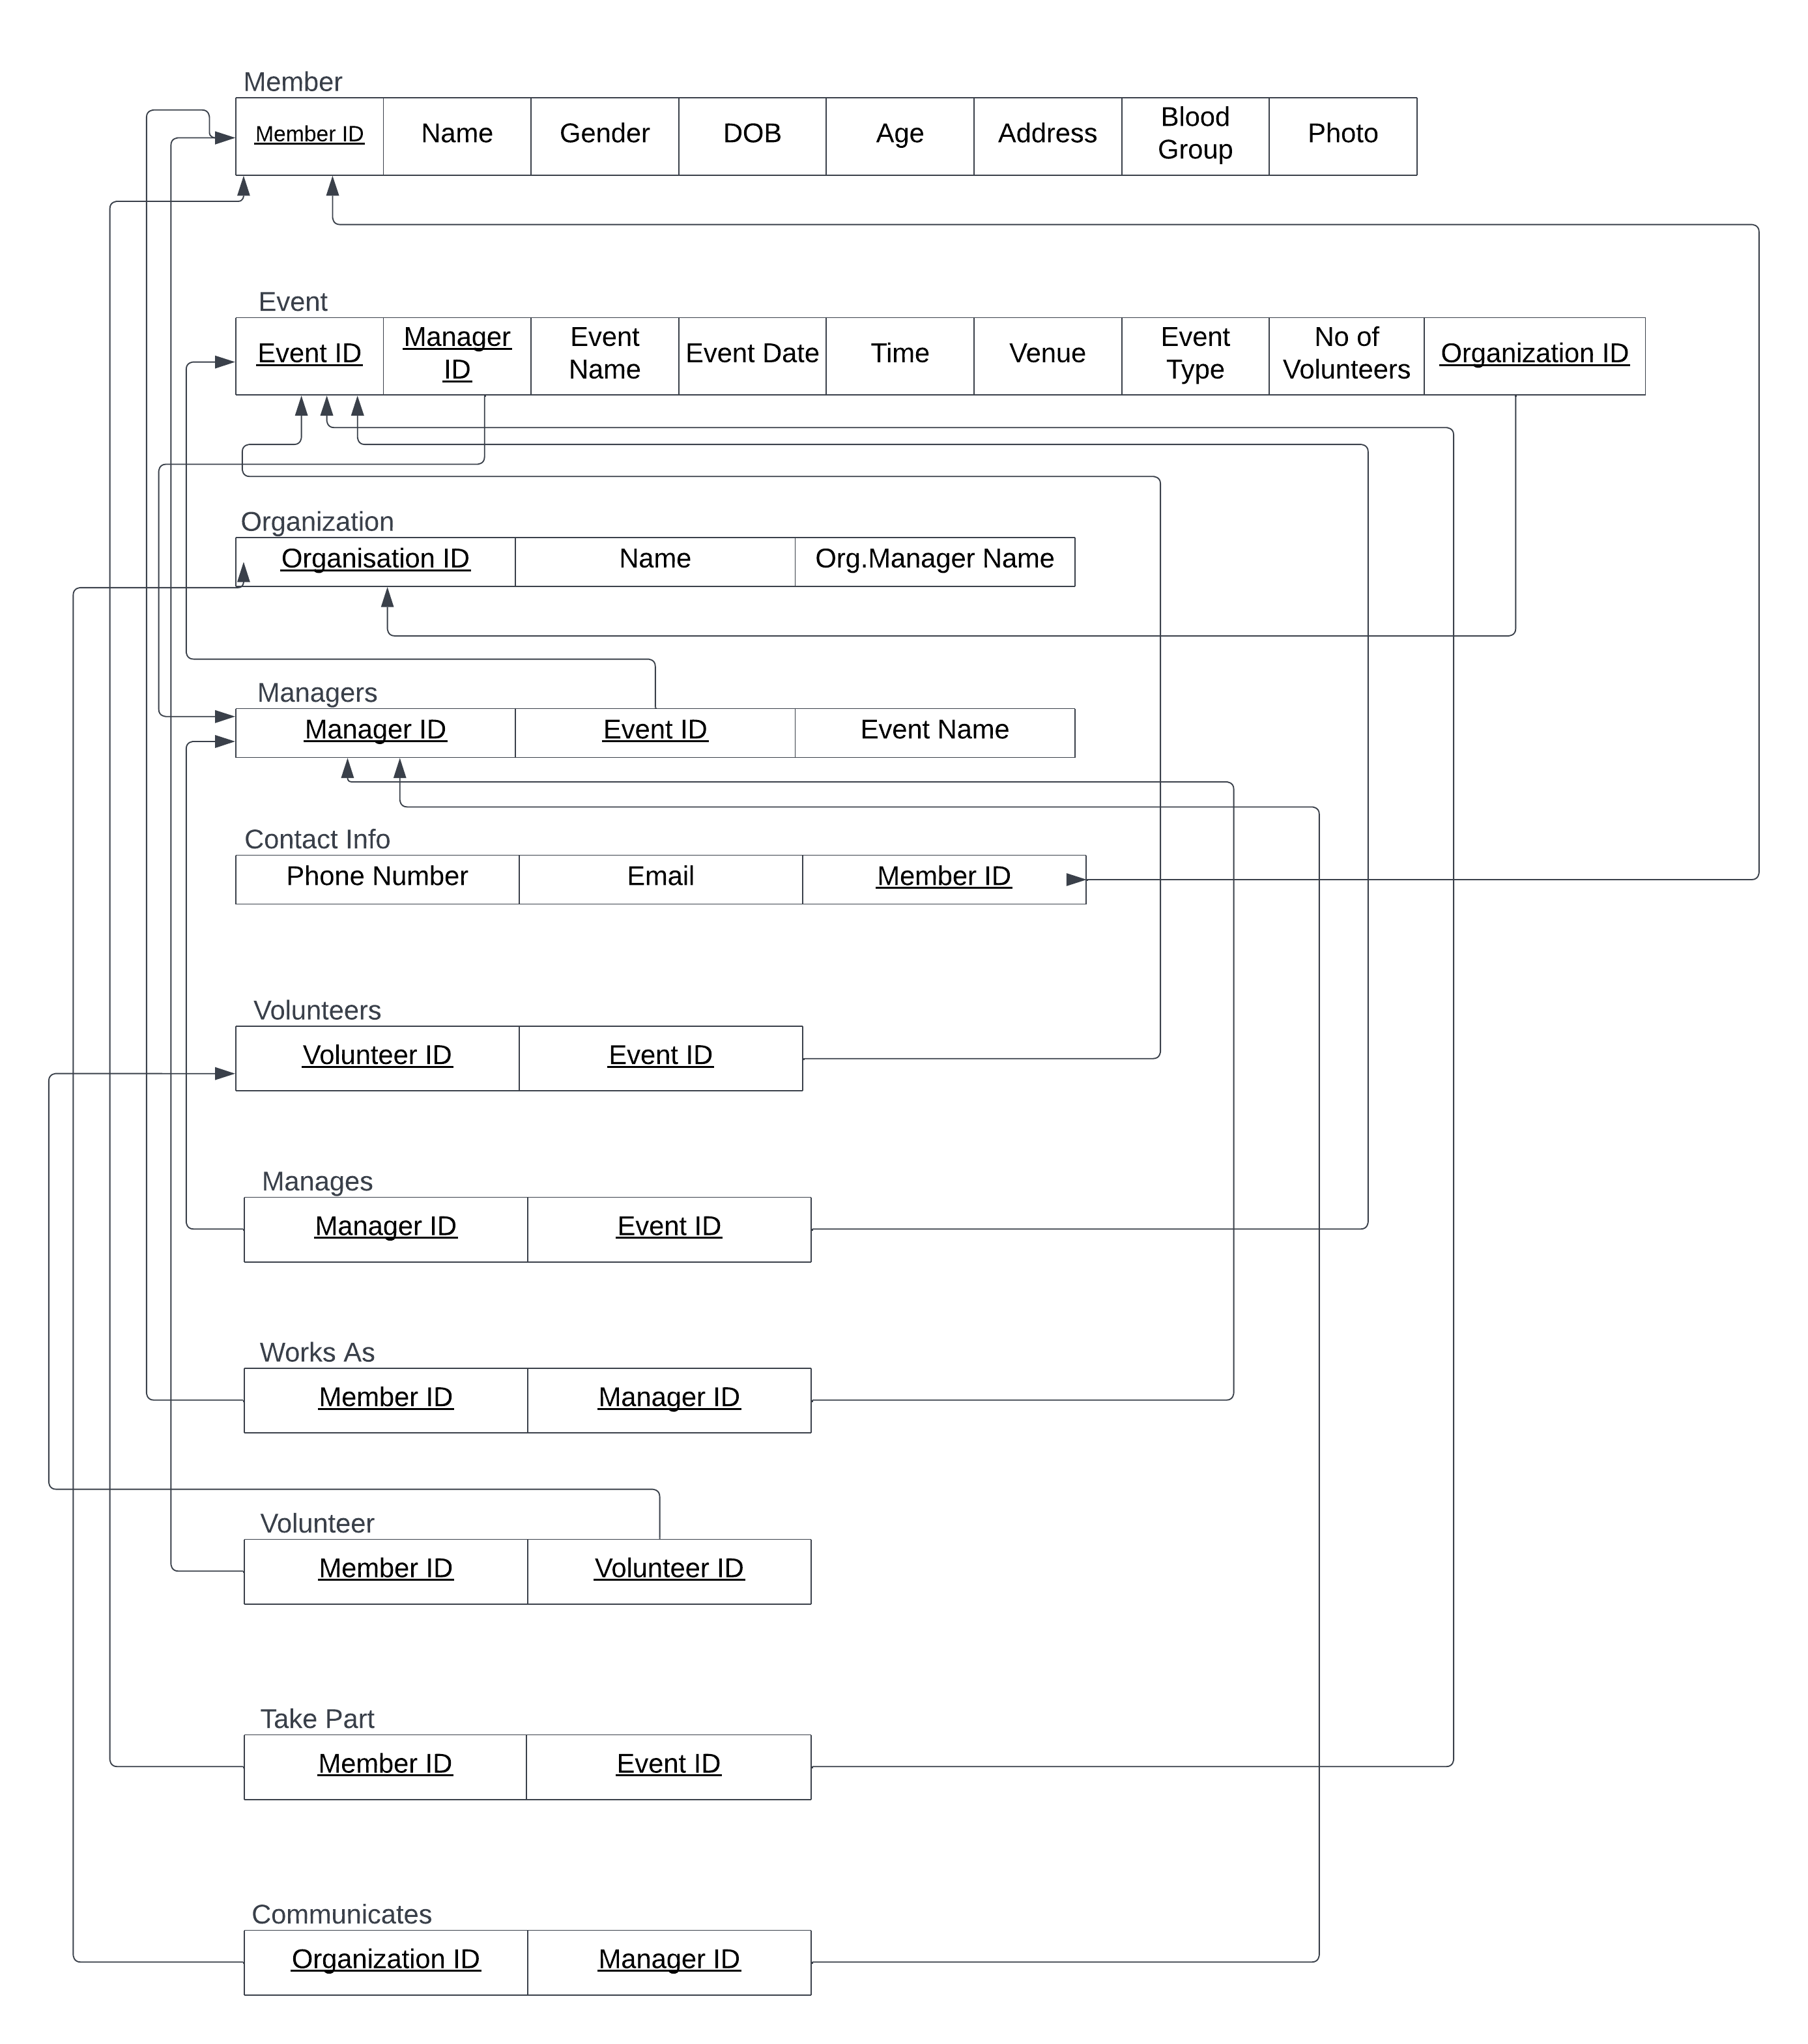 Member
Member ID Name Gender DOB Age Address Blood Group Photo
Event
Event ID Manager ID Event Name Event Date Time Venue Event Type No of Volunteers Organization ID
Organization
Organisation ID Name Org.Manager Name
Managers
Manager ID Event ID Event Name
Contact Info
Phone Number Email Member ID
Volunteers
Volunteer ID Event ID
Manages
Manager ID Event ID
Works As
Member ID Manager ID
Volunteer
Member ID Volunteer ID
Take Part
Member ID Event ID
Communicates
Organization ID Manager ID